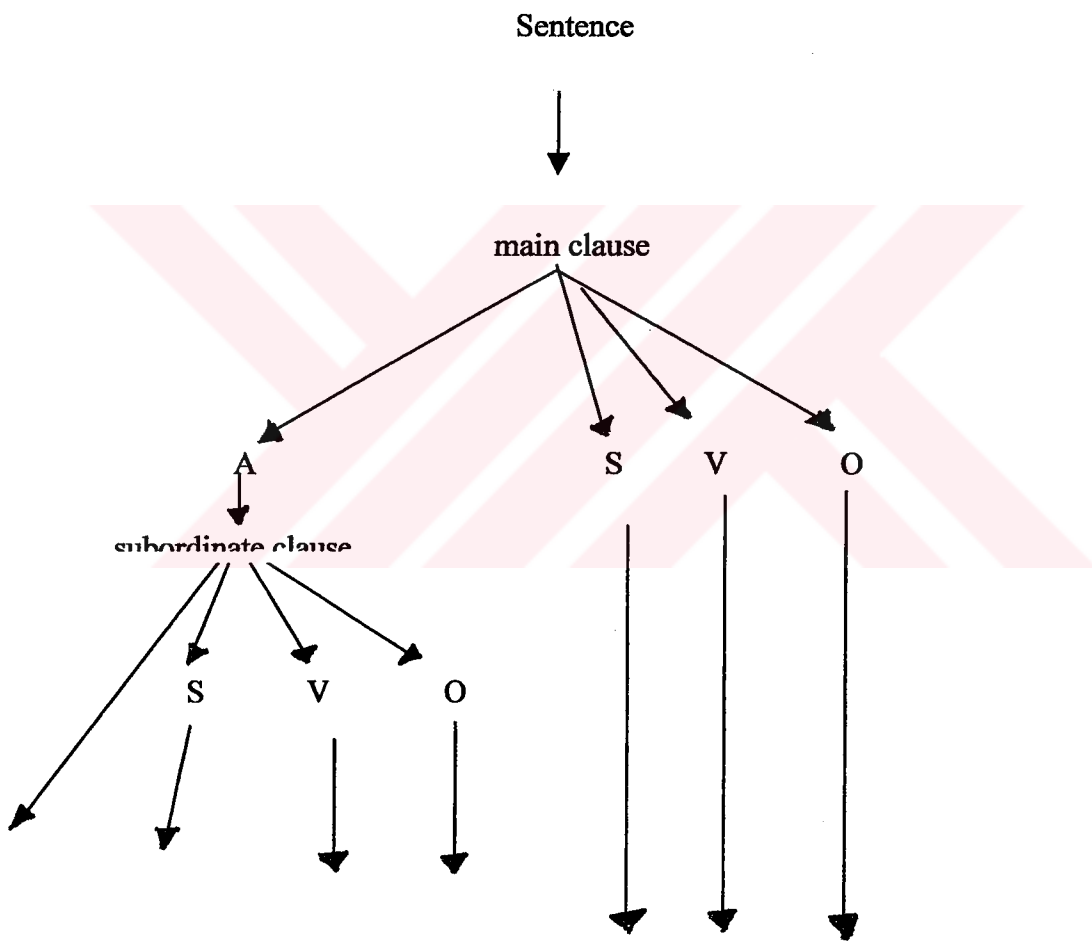 Sentence
main clause
A
S V O
subordinate clause
S V O